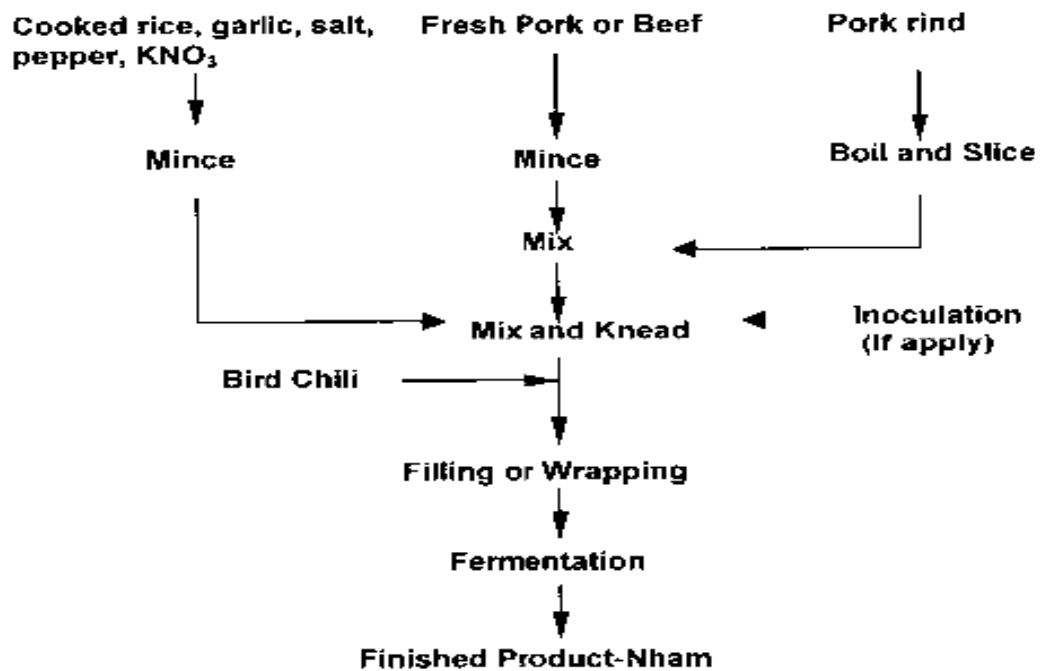 Cooked rice, garlic, salt,
pepper, KNO₃
Fresh Pork or Beef
Pork rind
Mince
Mince
Boil and Slice
Mix
Mix and Knead
Inoculation
(If apply)
Bird Chili
Filling or Wrapping
Fermentation
Finished Product-Nham